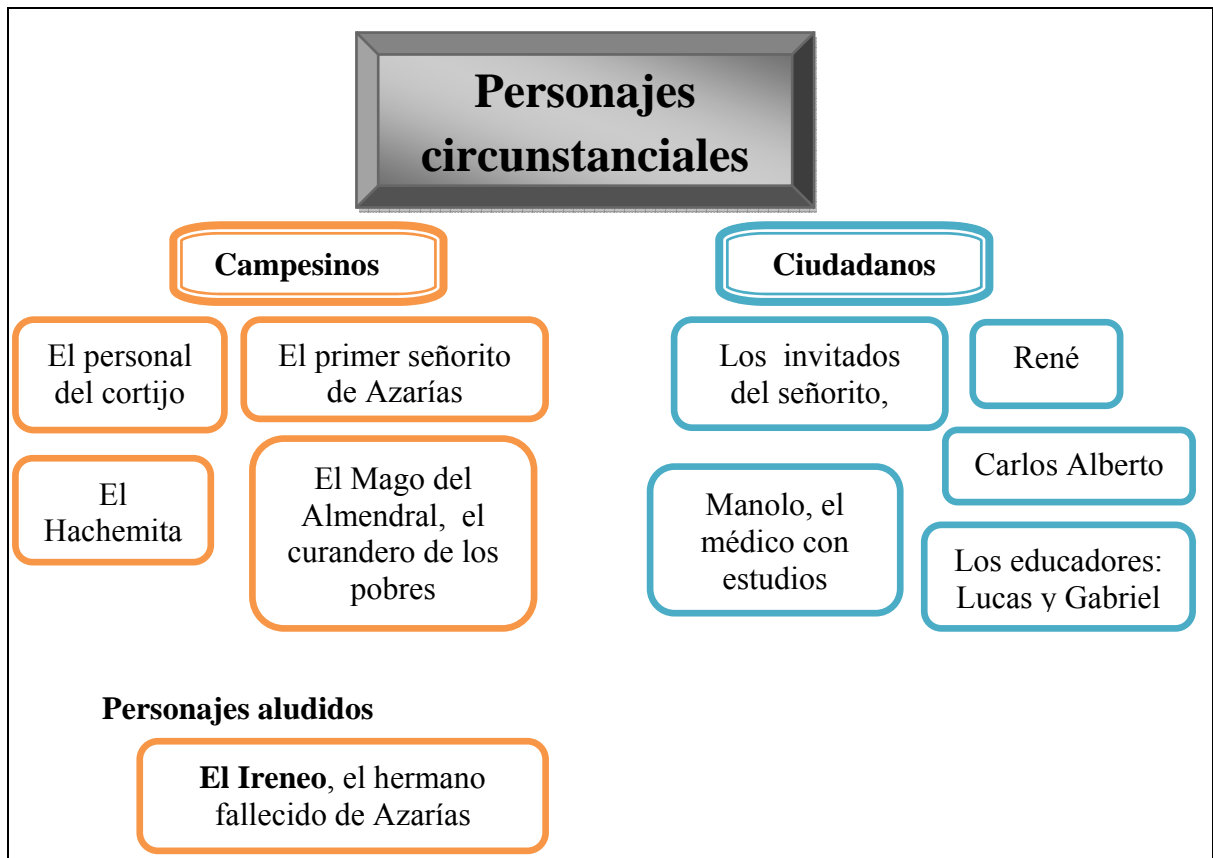 Personajes
circunstanciales
Campesinos
El personal
del cortijo
El primer señorito
de Azarías
El
Hachemita
El Mago del
Almendral, el
curandero de los
pobres
Ciudadanos
Los invitados
del señorito,
René
Carlos Alberto
Manolo, el
médico con
estudios
Los educadores:
Lucas y Gabriel
Personajes aludidos
El Ireneo, el hermano
fallecido de Azarías